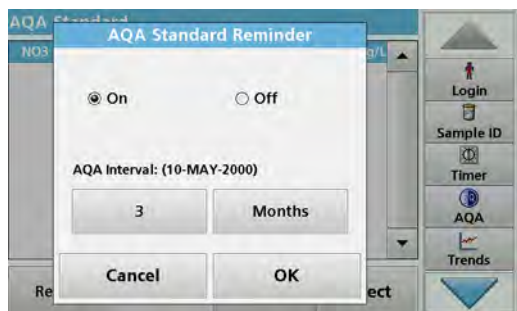 AQA Standard
AQA Standard Reminder
NO3
g/L
On
Off
AQA Interval: (10-MAY-2000)
3
Months
Cancel
OK
Re
ect
Login
Sample ID
Timer
AQA
Trends